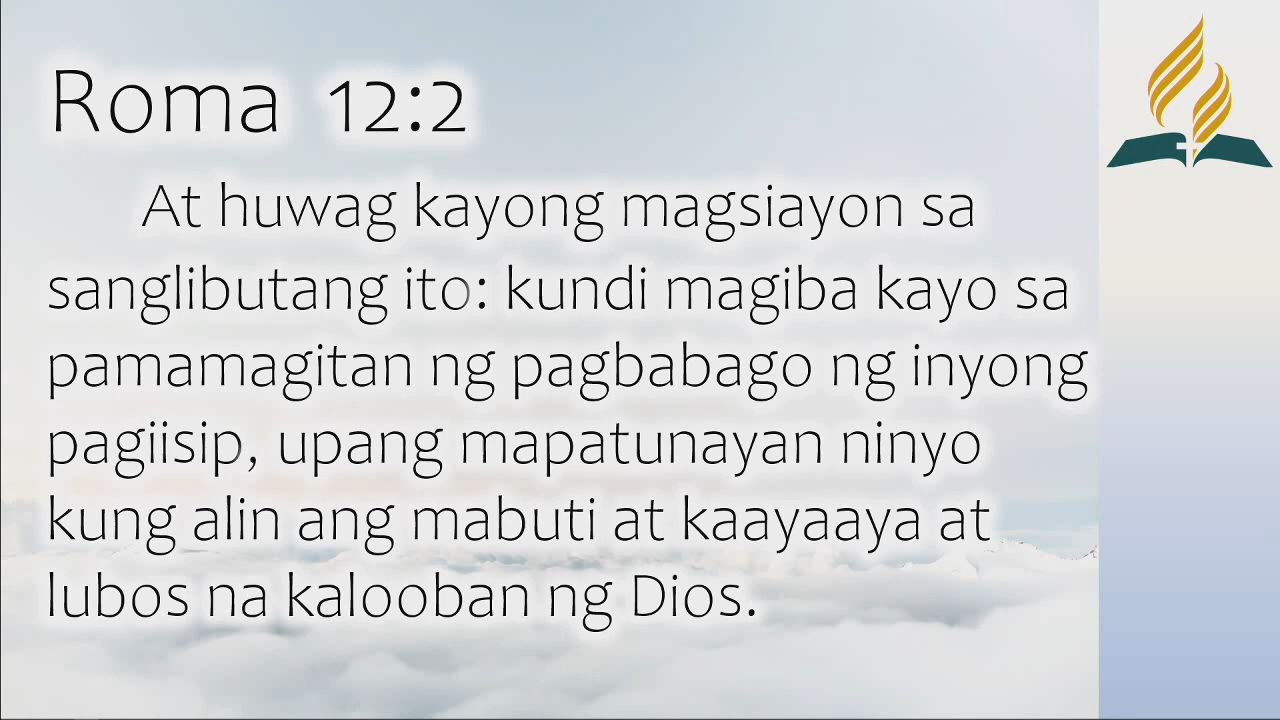 Roma 12:2
At huwag kayong magsiayon sa
sanglibutang ito: kundi magiba kayo sa
pamamagitan ng pagbabago ng inyong
pagiisip, upang mapatunayan ninyo
kung alin ang mabuti at kaayaaya at
lubos na kalooban ng Dios.